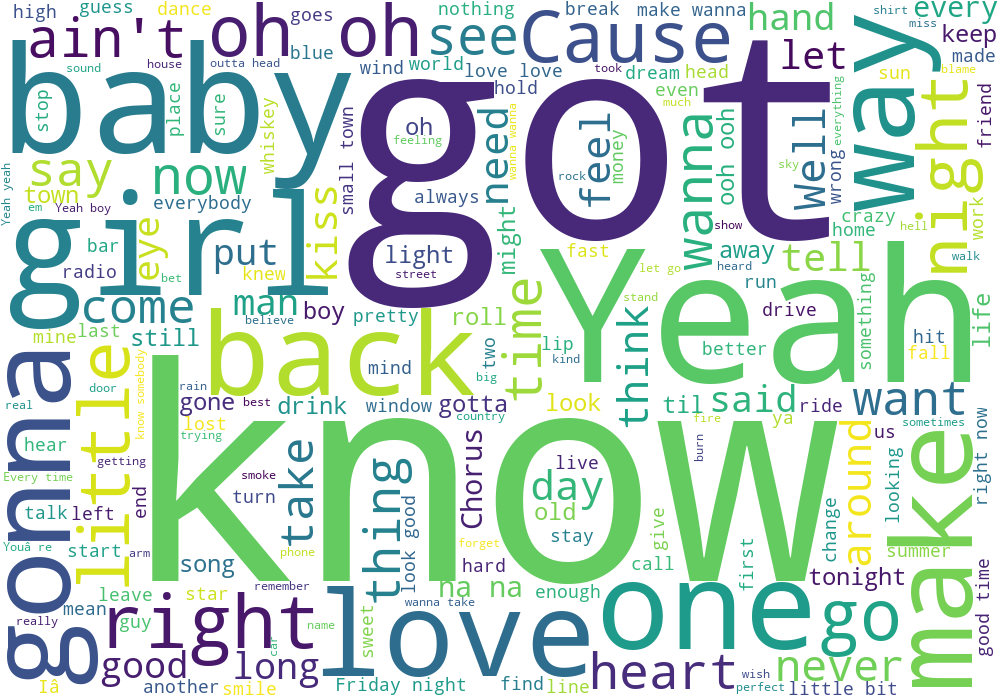 high
guess
dance
goes
oh oh
see
Cause
break
make wanna
nothing
hand
every
miss
shirt
keep
made
ain't
blue
house
sound
outta head
wind
world
love love
let
baby
got
way
hold
took
dream
head
even
much
sun
blame
stop
place
sure
whiskey
small town
oh
feeling
need
wanna wanna
feel
money
rock
wanna
ooh ooh
sky
Well
wrong
everything
night
friend
Yeah yeah
say
now
town
em
Yeah boy
everybody
kiss
always
girl
eye
bar
radio
bet
put
knew
light
street
might
show
heard
away
tell
crazy
home
hell
work
walk
come
man
believe
boy
pretty
roll
fast
Yeah
let go
stand
run
drive
something
life
mine
last
still
back
mind
two
big
time
lip
kind
think
better
hit
fall
gonna
little
door
know somebody
real
rain
gone
best
lost
trying
drink
window
gotta
country
look
til
said
fire
ya
ride
want
us
sometimes
right now
hear
Every time
getting
know
smoke
take
thing
Chorus
live
day
old
stay
burn
around
looking
make
talk
left
end
turn
look good
forget
hard
give
call
change
Youâ re
start
arm
song
phone
first
summer
mean
leave
star
remember
wanna take
na na
enough
tonight
really
guy
right
name
car
sweet
love
one
go
good time
good
long
heart
never
Iâ
another
smile
Friday night
find
line
wish
perfect
little bit